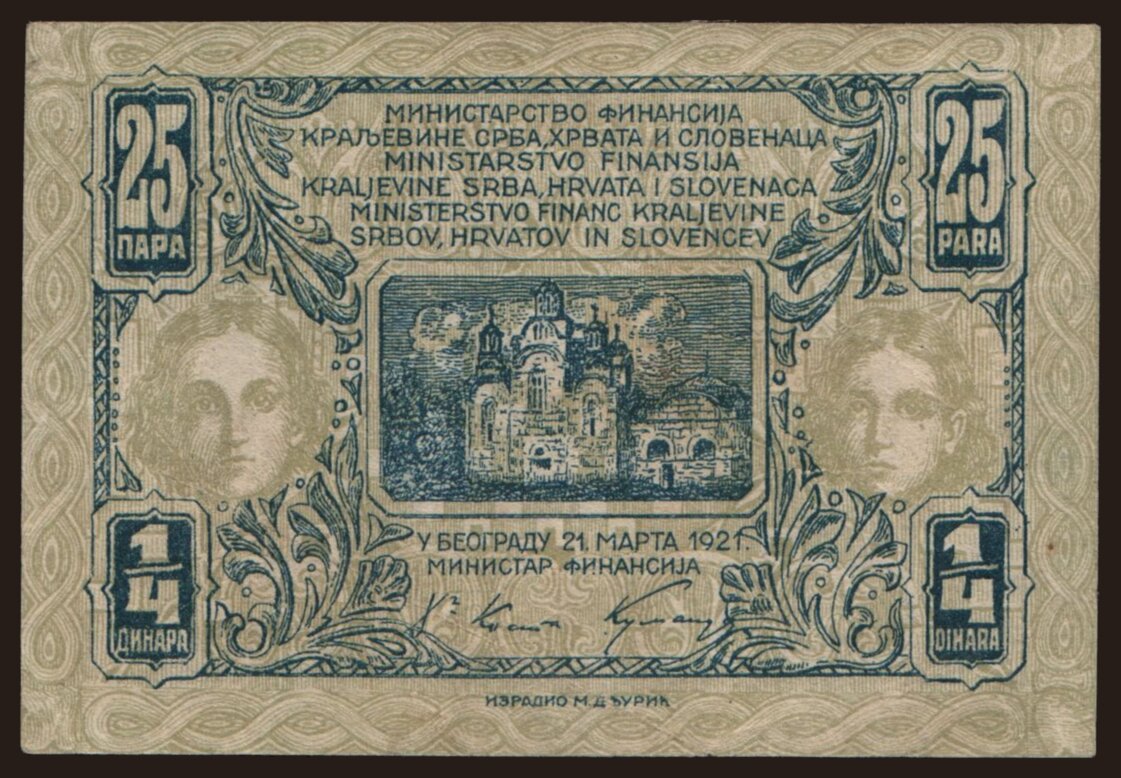 25
ПАРА
МИНИСТАРСТВО ФИНАНСИЈА
КРАЉЕВИНЕ СРБА, ХРВАТА И СЛОВЕНАЦА
MINISTARSTVO FINANSIJA
KRALJEVINE SRBA, HRVATA I SLOVENACA
MINISTERSTVO FINANC KRALJEVINE
SRBOV, HRVATOV IN SLOVENCEV
25
PARA
1/4
ДИНАРА
У БЕОГРАДУ 21. МАРТА 1921.
МИНИСТАР ФИНАНСИЈА
1/4
DINARA
ИЗРАДИО М. Д. ЂУРИЋ